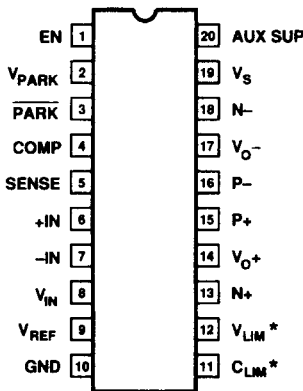 EN 1 20 AUX SUP
V_PARK 2 19 V_S
P̅A̅R̅K̅ 3 18 N–
COMP 4 17 V_O–
SENSE 5 16 P–
+IN 6 15 P+
–IN 7 14 V_O+
V_IN 8 13 N+
V_REF 9 12 V_LIM*
GND 10 11 C_LIM*